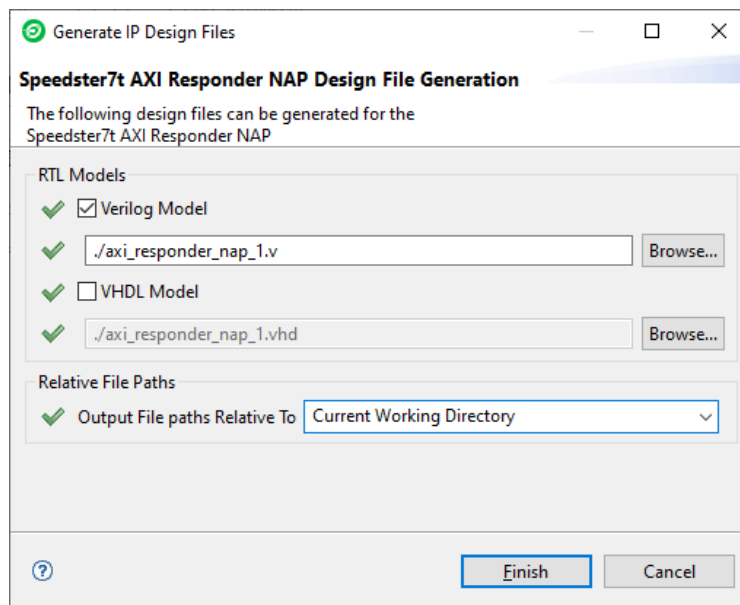 Generate IP Design Files
Speedster7t AXI Responder NAP Design File Generation
The following design files can be generated for the
Speedster7t AXI Responder NAP
RTL Models
Verilog Model
./axi_responder_nap_1.v Browse...
VHDL Model
./axi_responder_nap_1.vhd Browse...
Relative File Paths
Output File paths Relative To Current Working Directory
? Finish Cancel